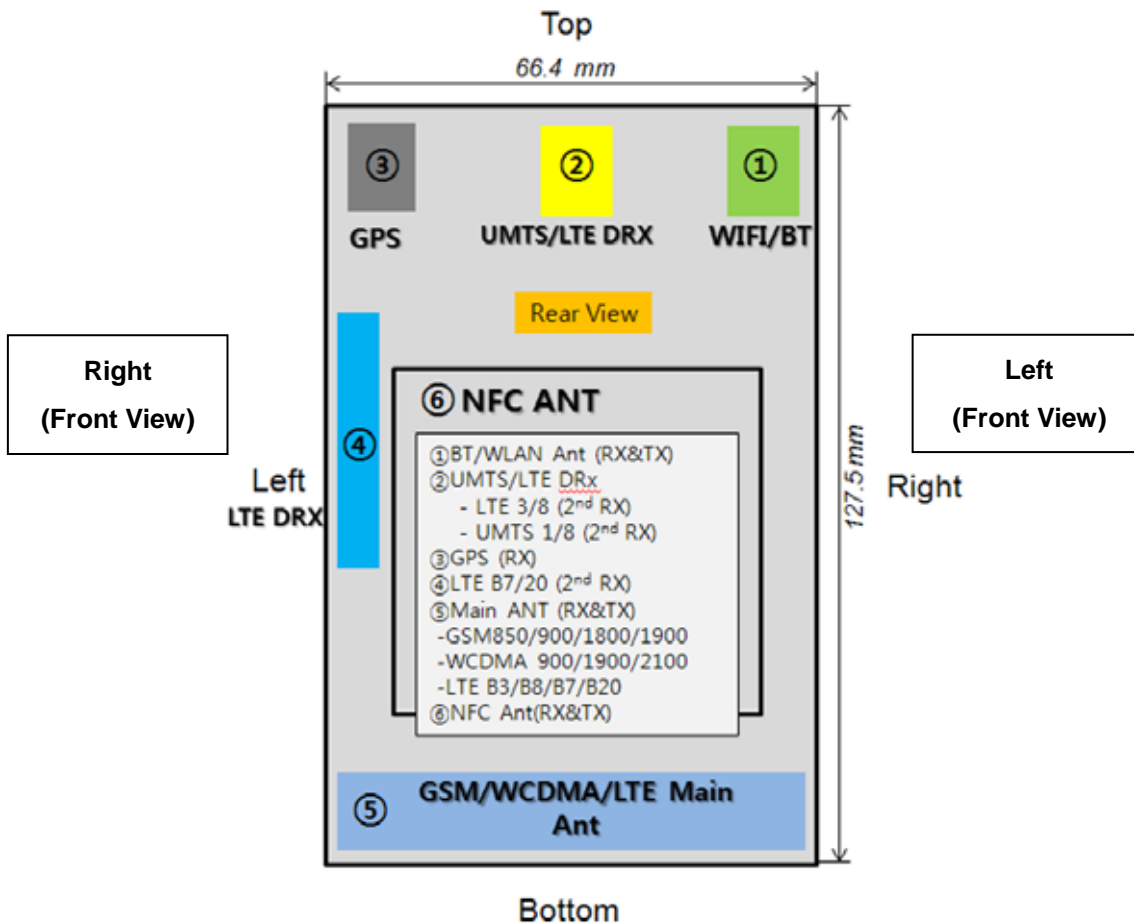 Top
66.4 mm
③
②
①
GPS
UMTS/LTE DRX
WIFI/BT
Rear View
Right
(Front View)
Left
(Front View)
⑥ NFC ANT
④
①BT/WLAN Ant (RX&TX)
②UMTS/LTE DRx
- LTE 3/8 (2nd RX)
- UMTS 1/8 (2nd RX)
③GPS (RX)
④LTE B7/20 (2nd RX)
⑤Main ANT (RX&TX)
-GSM850/900/1800/1900
-WCDMA 900/1900/2100
-LTE B3/B8/B7/B20
⑥NFC Ant(RX&TX)
Left
LTE DRX
127.5 mm
Right
⑤
GSM/WCDMA/LTE Main
Ant
Bottom